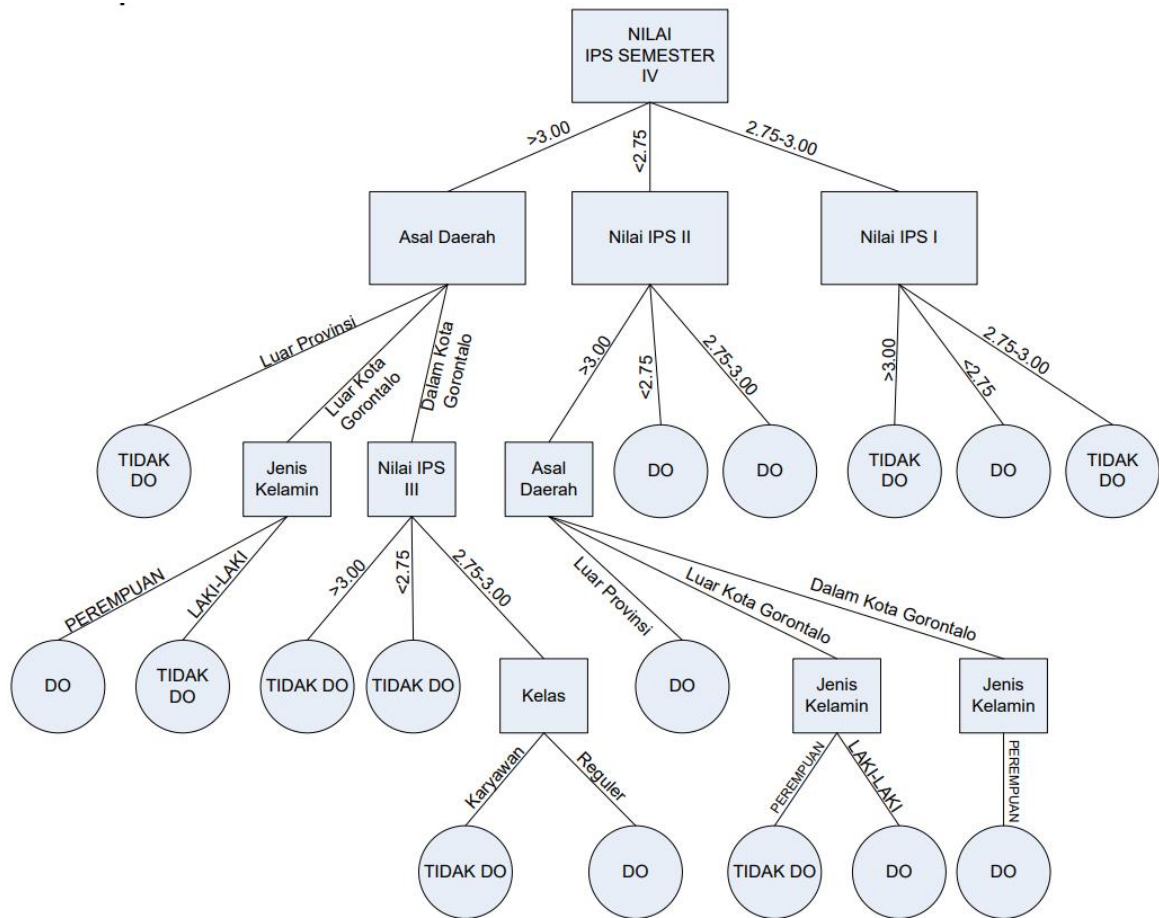 NILAI
IPS SEMESTER
IV
>3.00
<2.75
2.75-3.00
Asal Daerah
Nilai IPS II
Nilai IPS I
Luar Provinsi
Luar Kota
Gorontalo
Dalam Kota
Gorontalo
>3.00
<2.75
2.75-3.00
>3.00
<2.75
2.75-3.00
TIDAK
DO
Jenis
Kelamin
Nilai IPS
III
Asal
Daerah
DO
DO
TIDAK
DO
DO
TIDAK
DO
PEREMPUAN
LAKI-LAKI
>3.00
<2.75
2.75-3.00
Luar Provinsi
Luar Kota Gorontalo
Dalam Kota Gorontalo
DO
TIDAK
DO
TIDAK DO
TIDAK DO
Kelas
DO
Jenis
Kelamin
Jenis
Kelamin
Karyawan
Reguler
PEREMPUAN
LAKI-LAKI
PEREMPUAN
TIDAK DO
DO
TIDAK DO
DO
DO